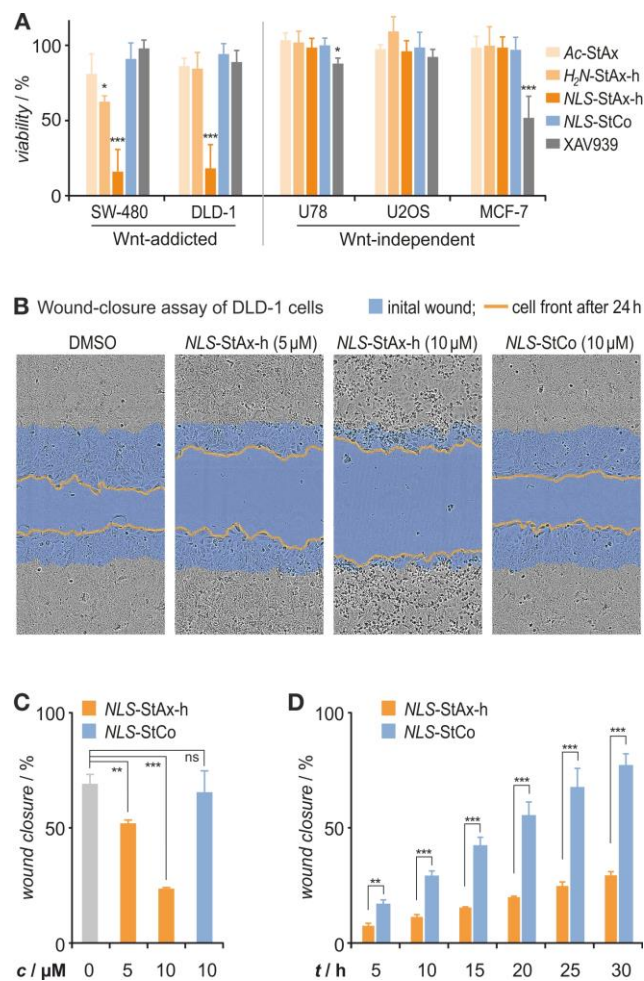 A
viability / %
100
50
0
*
***
***
*
***
Ac-StAx
H₂N-StAx-h
NLS-StAx-h
NLS-StCo
XAV939
SW-480 DLD-1 U78 U2OS MCF-7
Wnt-addicted Wnt-independent
B Wound-closure assay of DLD-1 cells inital wound; cell front after 24 h
DMSO NLS-StAx-h (5 µM) NLS-StAx-h (10 µM) NLS-StCo (10 µM)
C
wound closure / %
100
50
0
NLS-StAx-h
NLS-StCo
** *** ns
c / µM 0 5 10 10
D
wound closure / %
100
50
0
NLS-StAx-h
NLS-StCo
** *** *** *** *** ***
t / h 5 10 15 20 25 30